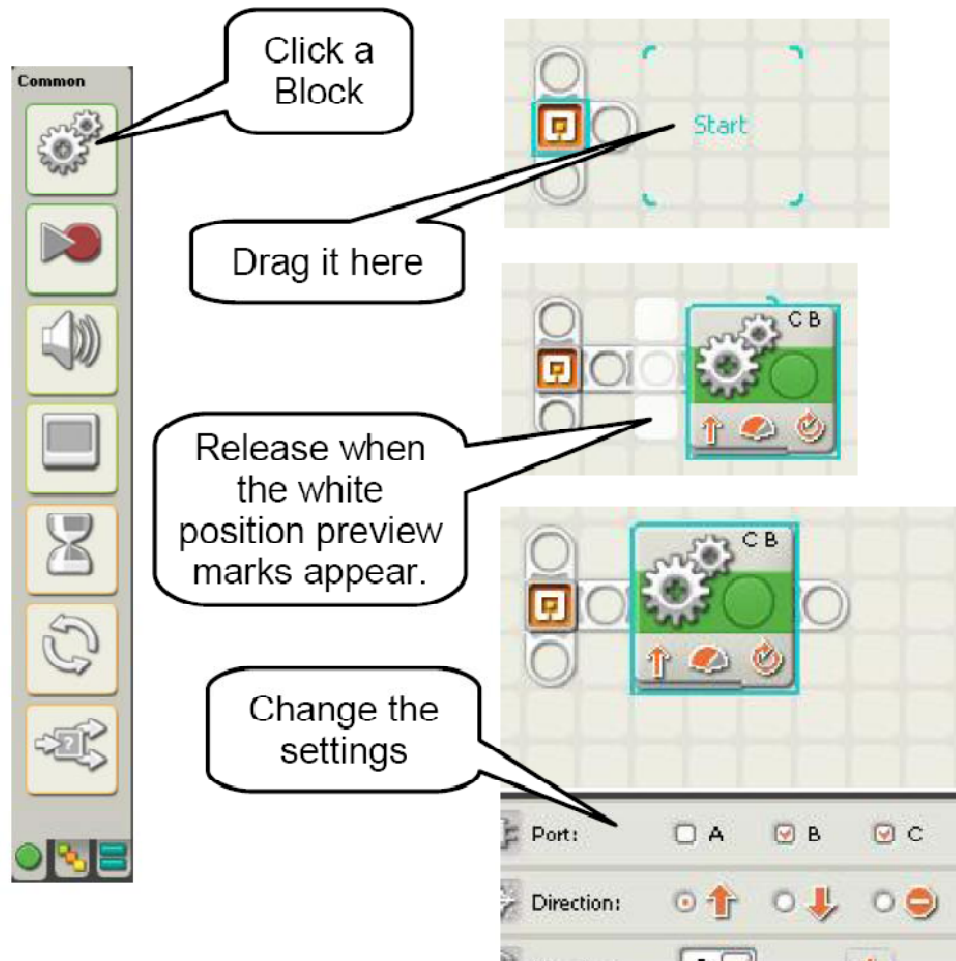 Common
Click a
Block
Start
Drag it here
C B
Release when
the white
position preview
marks appear.
C B
Change the
settings
Port: A B C
Direction: